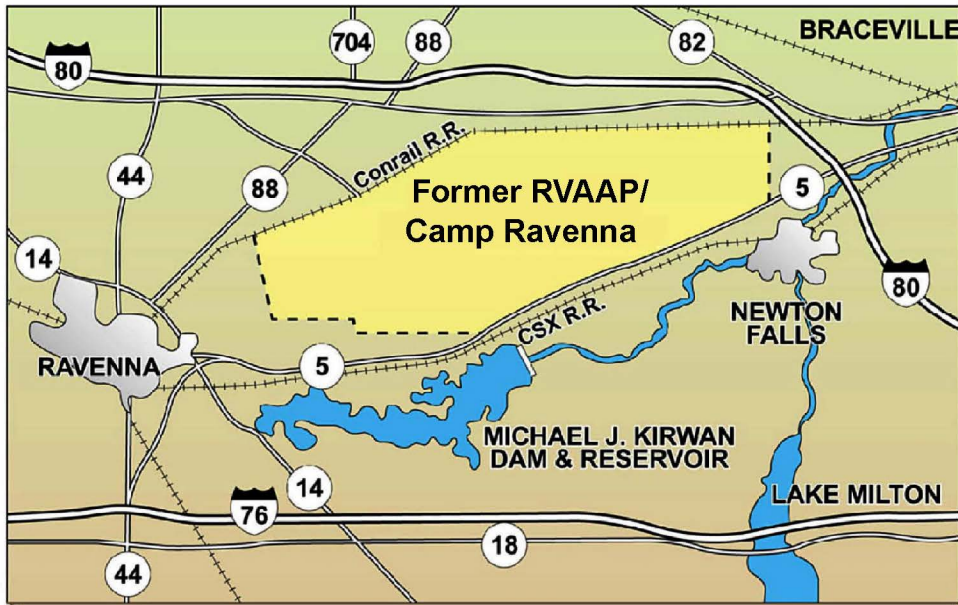 704
88
82
BRACEVILLE
80
Conrail R.R.
44
88
Former RVAAP/
Camp Ravenna
5
14
80
NEWTON
FALLS
CSX R.R.
RAVENNA
5
MICHAEL J. KIRWAN
DAM & RESERVOIR
14
LAKE MILTON
76
18
44